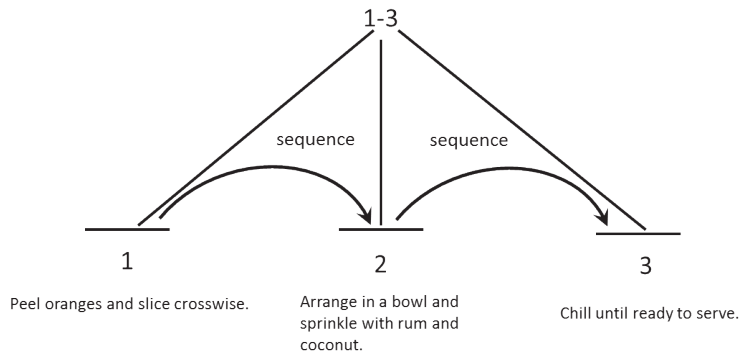 1-3
sequence
sequence
1
2
3
Peel oranges and slice crosswise.
Arrange in a bowl and
sprinkle with rum and
coconut.
Chill until ready to serve.